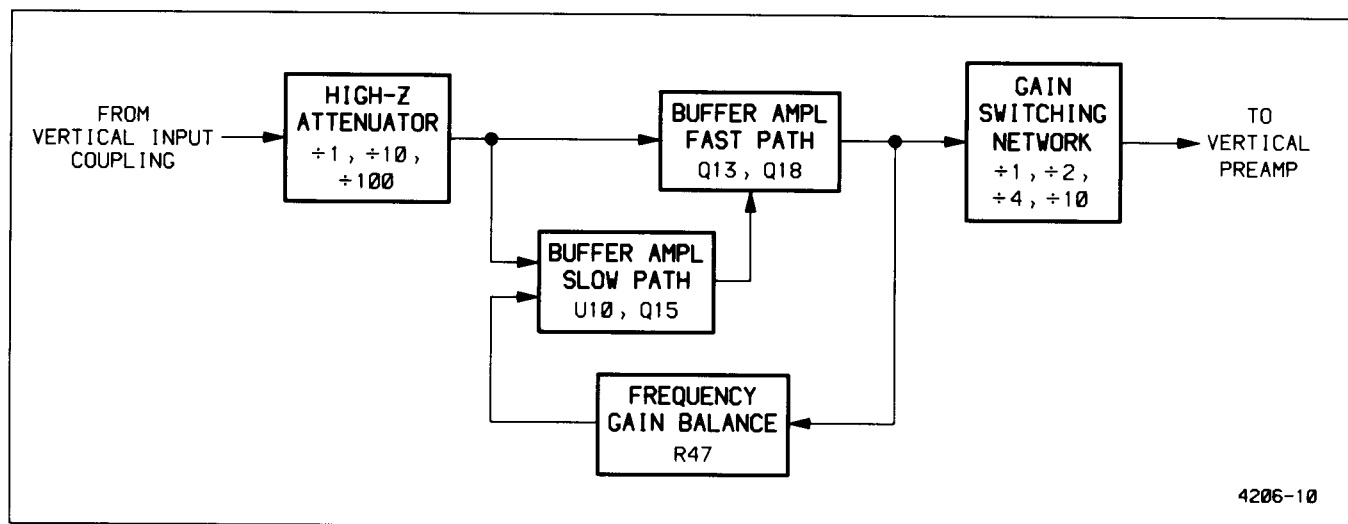 FROM
VERTICAL INPUT
COUPLING
HIGH-Z
ATTENUATOR
÷1, ÷10,
÷100
BUFFER AMPL
FAST PATH
Q13, Q18
GAIN
SWITCHING
NETWORK
÷1, ÷2,
÷4, ÷10
TO
VERTICAL
PREAMP
BUFFER AMPL
SLOW PATH
U10, Q15
FREQUENCY
GAIN BALANCE
R47
4206-10